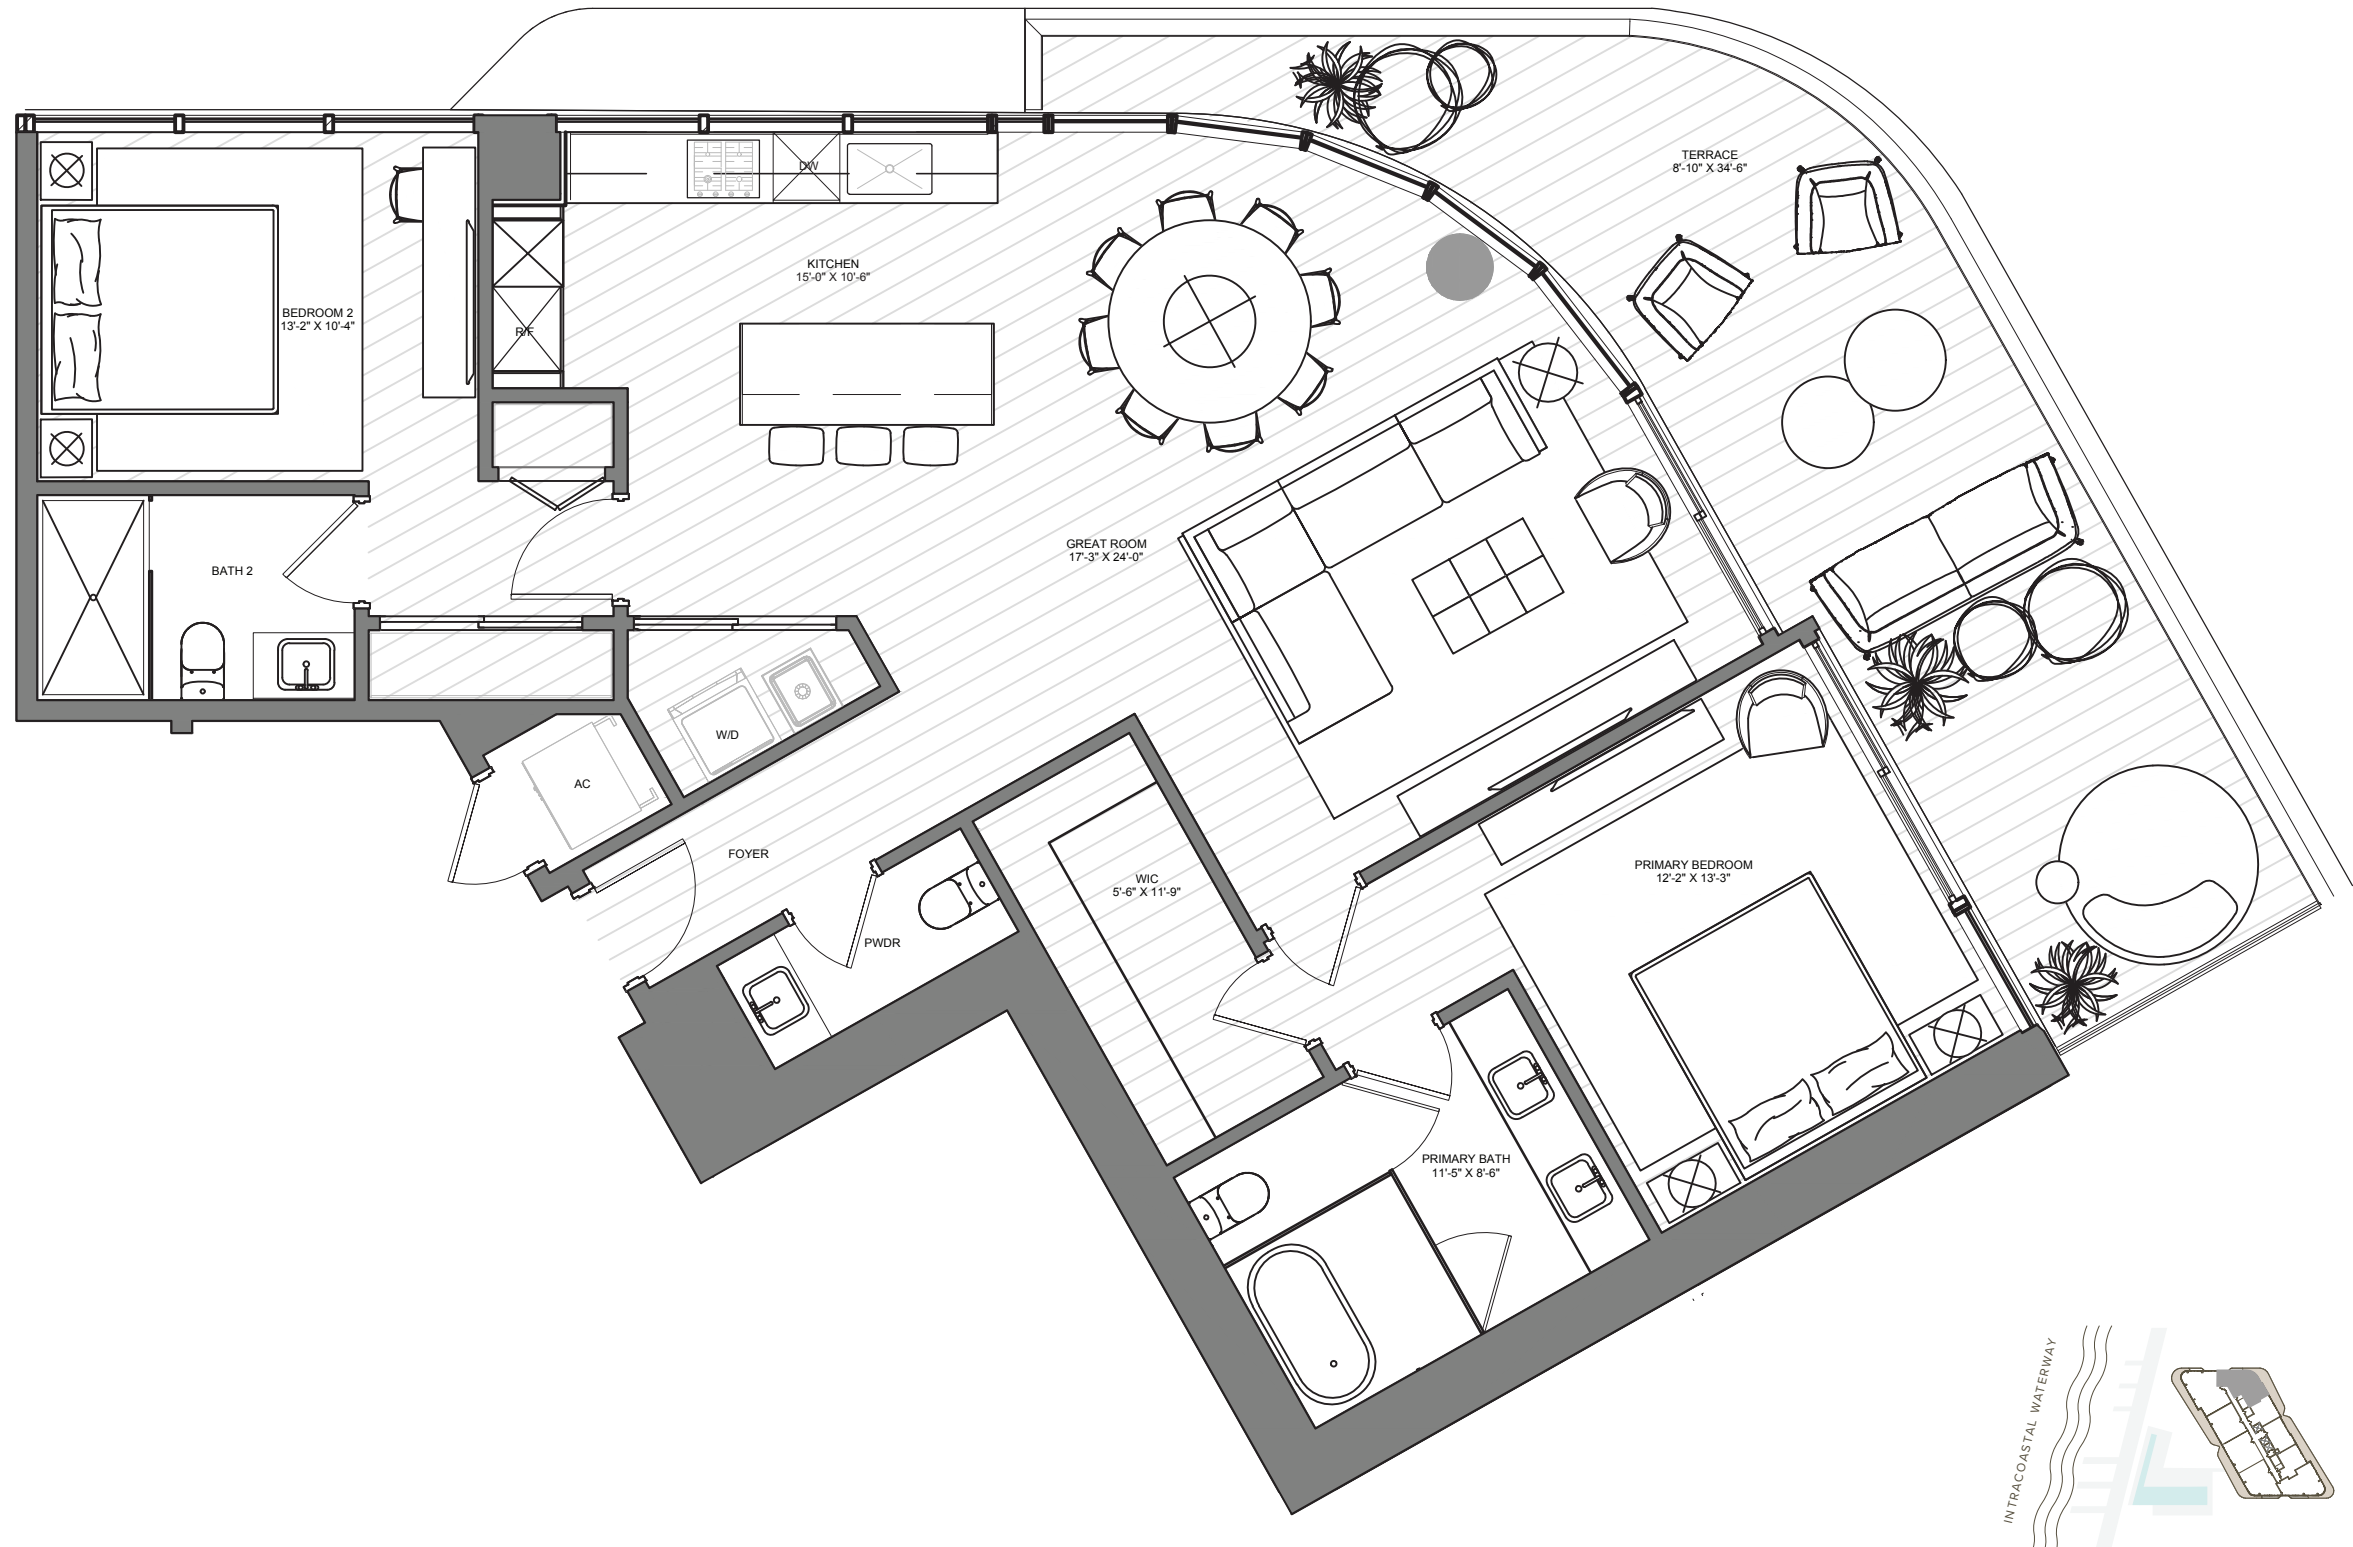 TERRACE
8'-10" X 34'-6"
DW
KITCHEN
15'-0" X 10'-6"
BEDROOM 2
13'-2" X 10'-4"
R/F
GREAT ROOM
17'-3" X 24'-0"
BATH 2
W/D
AC
FOYER
PRIMARY BEDROOM
12'-2" X 13'-3"
WIC
5'-6" X 11'-9"
PWDR
PRIMARY BATH
11'-5" X 8'-6"
INTRACOASTAL WATERWAY